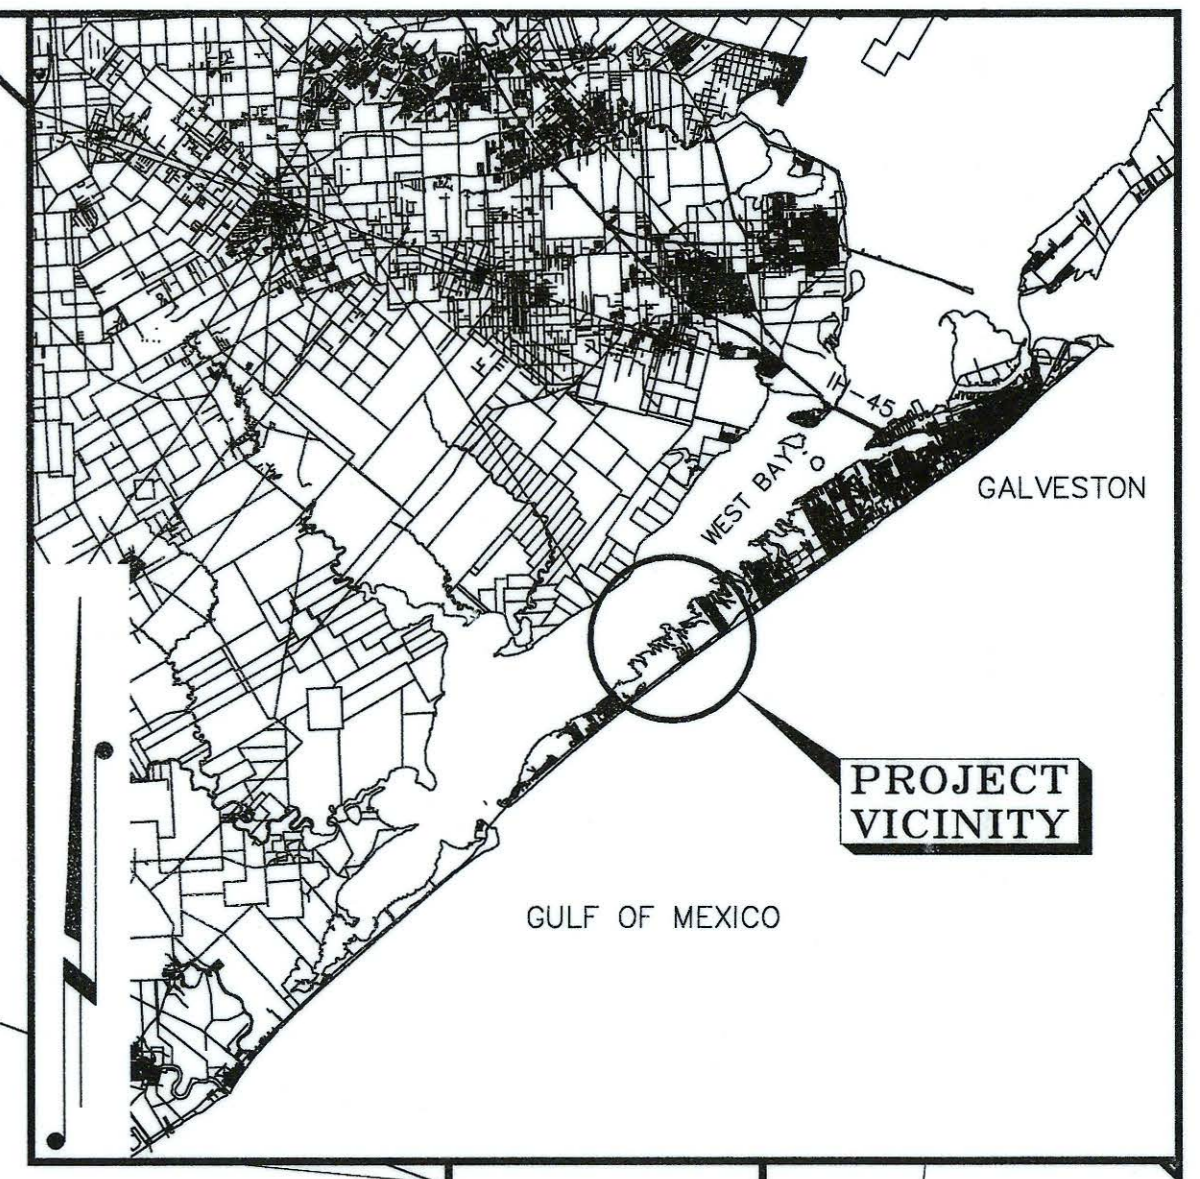 IH-45
WEST BAY
GALVESTON
PROJECT
VICINITY
GULF OF MEXICO